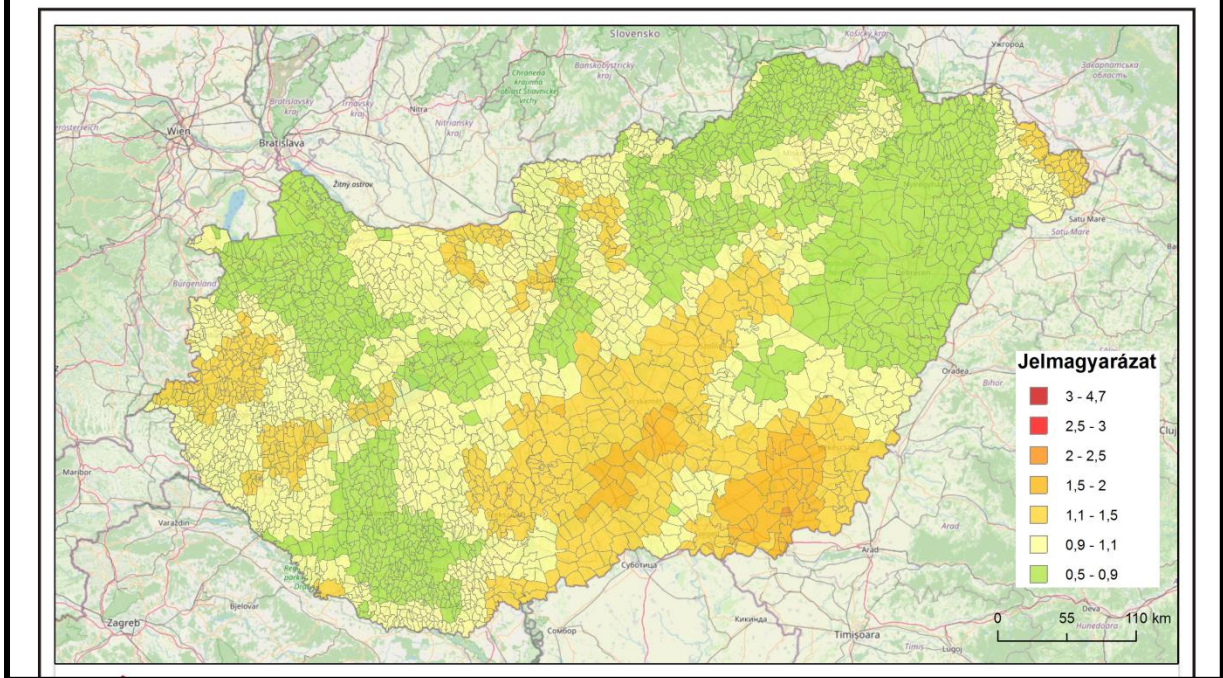 Slovensko
Košický kraj
Ужгород
Banskobystrický
kraj
Закарпатська
область
Chránená
krajinná
oblasť Štiavnické
vrchy
Bratislavský
kraj
Trnavský
kraj
Nitra
Nitriansky
kraj
Wien
Bratislava
Žitný ostrov
Satu Mare
Satu Mare
Burgenland
Jelmagyarázat
3 - 4,7
2,5 - 3
2 - 2,5
1,5 - 2
1,1 - 1,5
0,9 - 1,1
0,5 - 0,9
Oradea
Bihor
Cluj
Maribor
Varaždin
Arad
Arad
Суботица
Bjelovar
Zagreb
Сомбор
Кикинда
Timișoara
Timiș
Lugoj
Deva
Hunedoara
0 55 110 km